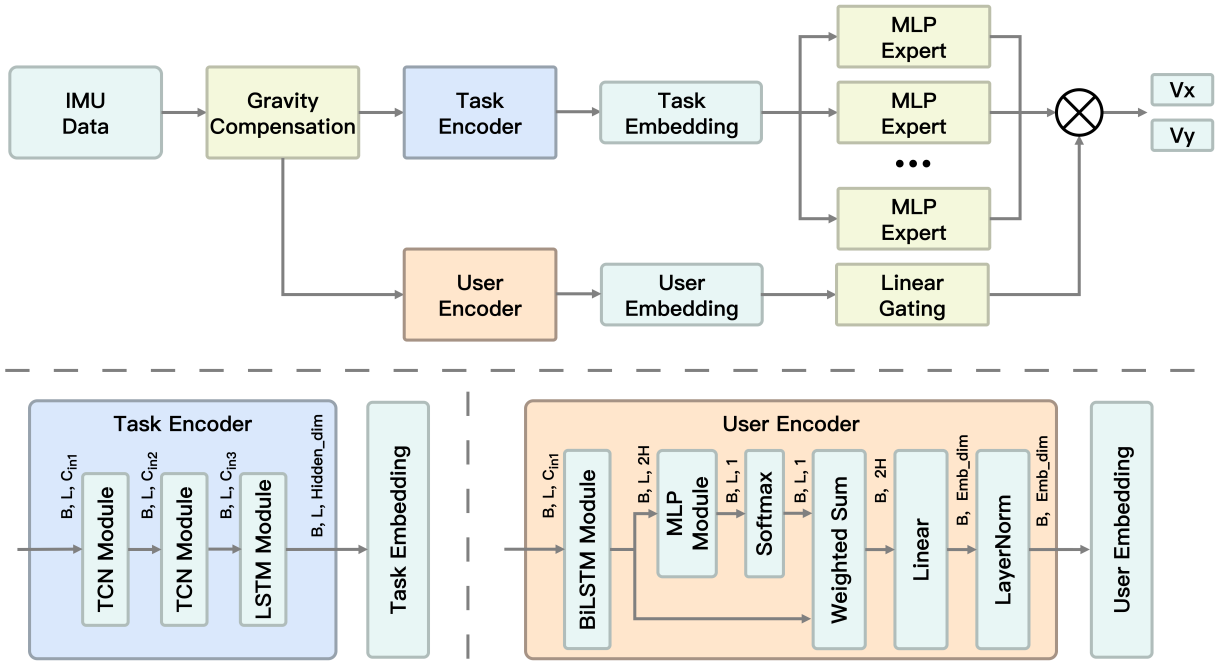 IMU
Data
Gravity
Compensation
Task
Encoder
Task
Embedding
MLP
Expert
MLP
Expert
•••
MLP
Expert
Vx
Vy
User
Encoder
User
Embedding
Linear
Gating
Task Encoder
B, L, Cin1
TCN Module
B, L, Cin2
TCN Module
B, L, Cin3
LSTM Module
B, L, Hidden_dim
Task Embedding
User Encoder
B, L, Cin1
BiLSTM Module
B, L, 2H
MLP
Module
B, L, 1
Softmax
B, L, 1
Weighted Sum
B, 2H
Linear
B, Emb_dim
LayerNorm
B, Emb_dim
User Embedding